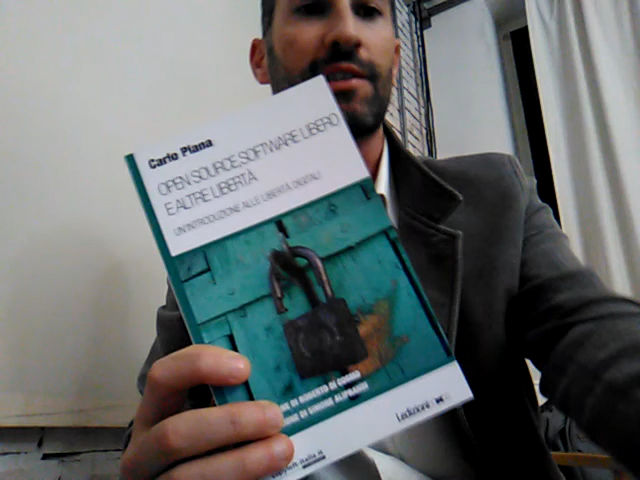 Carlo Piana
OPEN SOURCE, SOFTWARE LIBERO
E ALTRE LIBERTÀ
UN'INTRODUZIONE ALLE LIBERTÀ DIGITALI
DI ROBERTO DI COSMO
DI SIMONE ALIPRANDI
Ledizioni